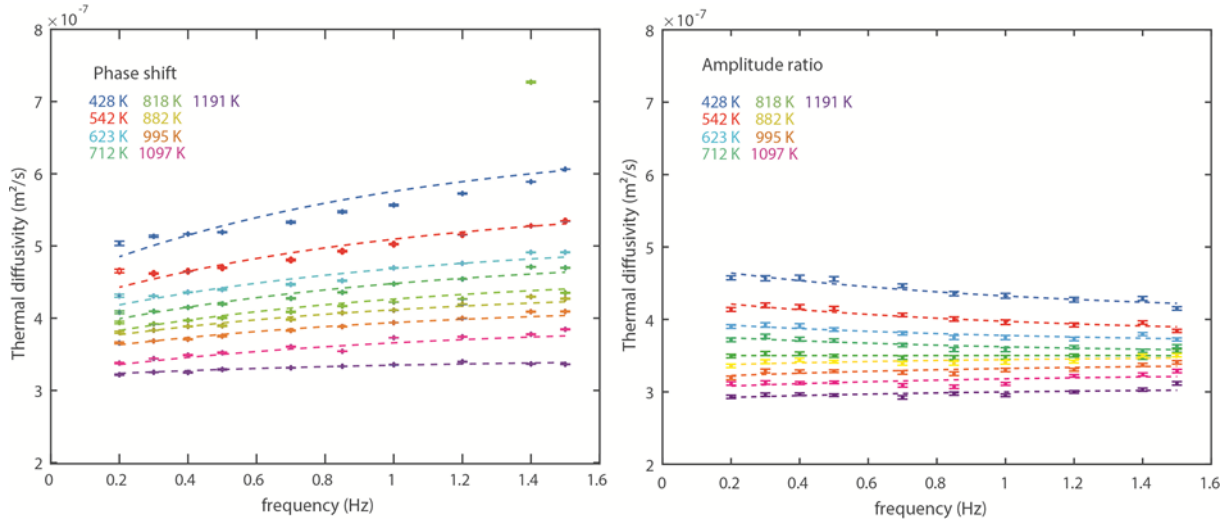 ×10⁻⁷
8
7
6
5
4
3
2
Thermal diffusivity (m²/s)
Phase shift
428 K 818 K 1191 K
542 K 882 K
623 K 995 K
712 K 1097 K
0 0.2 0.4 0.6 0.8 1 1.2 1.4 1.6
frequency (Hz)
×10⁻⁷
8
7
6
5
4
3
2
Thermal diffusivity (m²/s)
Amplitude ratio
428 K 818 K 1191 K
542 K 882 K
623 K 995 K
712 K 1097 K
0 0.2 0.4 0.6 0.8 1 1.2 1.4 1.6
frequency (Hz)